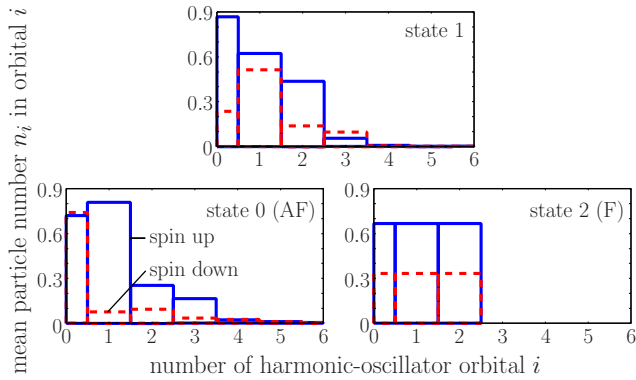 mean particle number n_i in orbital i
0.9
0.6
0.3
0
state 1
0 1 2 3 4 5 6
0.9
0.6
0.3
0
state 0 (AF)
spin up
spin down
0 1 2 3 4 5 6
0.9
0.6
0.3
0
state 2 (F)
0 1 2 3 4 5 6
number of harmonic-oscillator orbital i